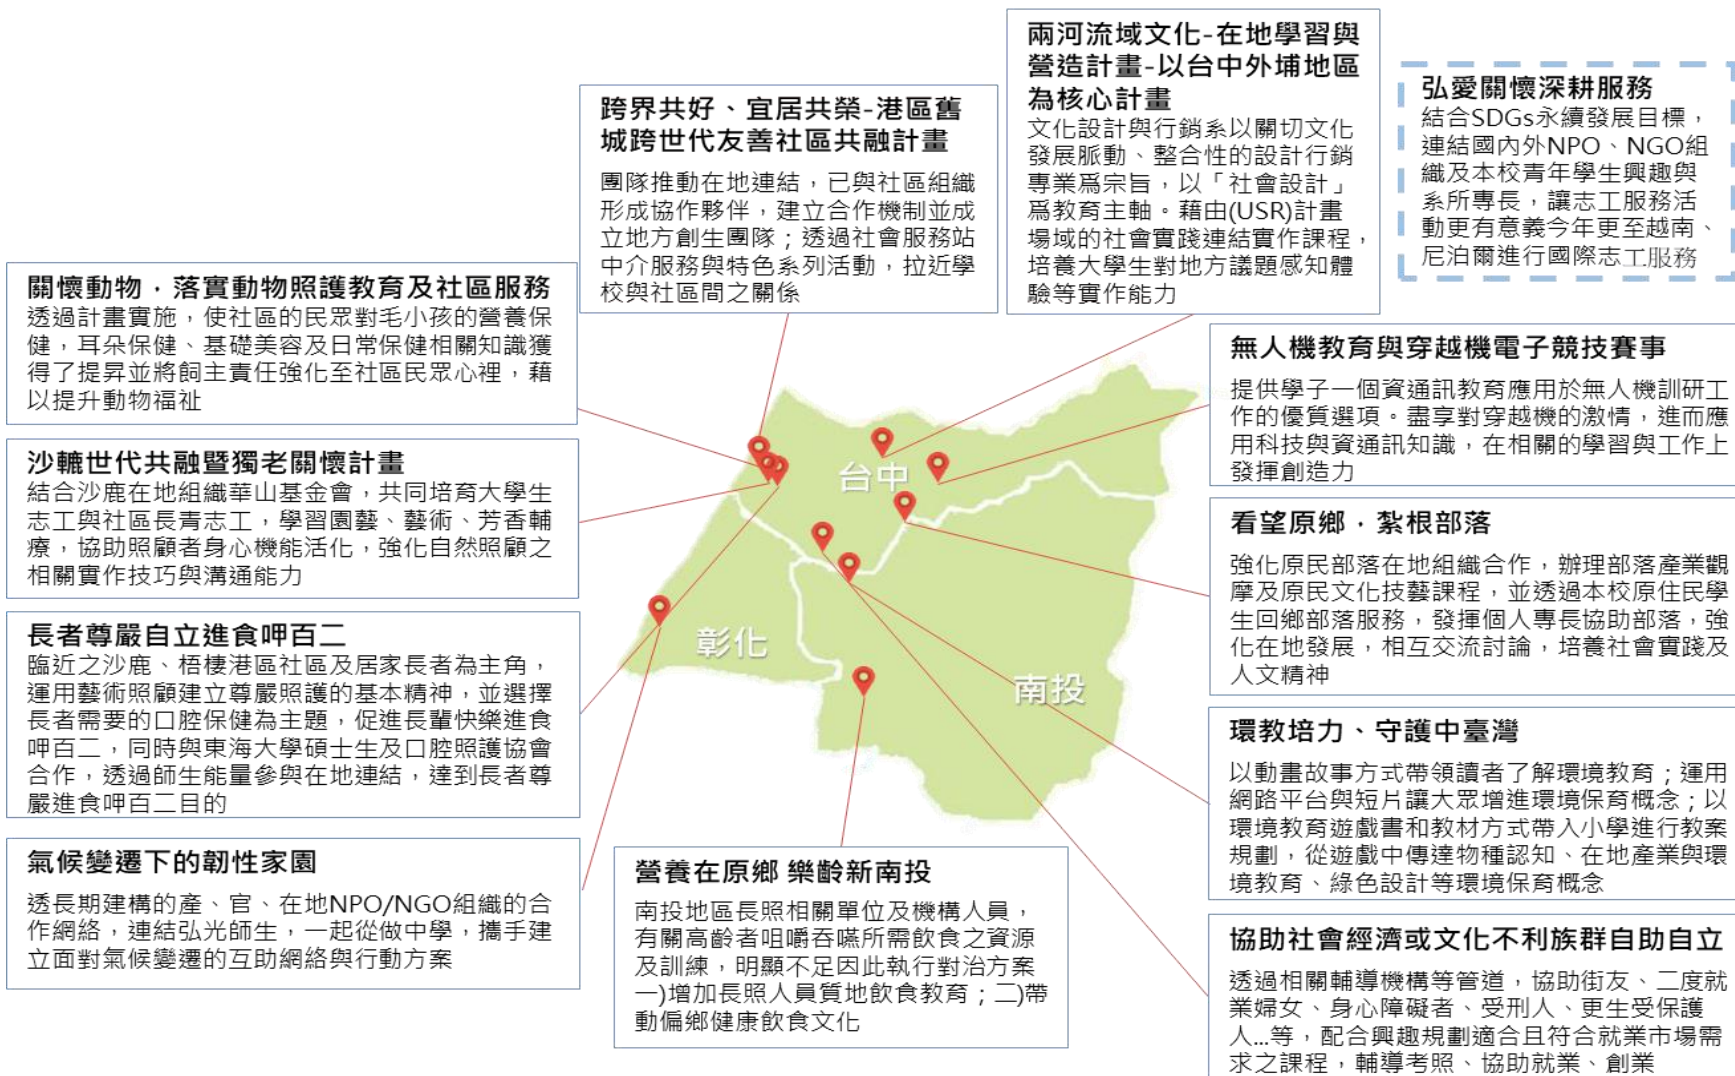 兩河流域文化-在地學習與
營造計畫-以台中外埔地區
為核心計畫
文化設計與行銷系以關切文化
發展脈動、整合性的設計行銷
專業爲宗旨，以「社會設計」
爲教育主軸。藉由(USR)計畫
場域的社會實踐連結實作課程，
培養大學生對地方議題感知體
驗等實作能力
弘愛關懷深耕服務
結合SDGs永續發展目標，
連結國內外NPO、NGO組
織及本校青年學生興趣與
系所專長，讓志工服務活
動更有意義今年更至越南、
尼泊爾進行國際志工服務
跨界共好、宜居共榮-港區舊
城跨世代友善社區共融計畫
團隊推動在地連結，已與社區組織
形成協作夥伴，建立合作機制並成
立地方創生團隊；透過社會服務站
中介服務與特色系列活動，拉近學
校與社區間之關係
關懷動物．落實動物照護教育及社區服務
透過計畫實施，使社區的民眾對毛小孩的營養保
健，耳朵保健、基礎美容及日常保健相關知識獲
得了提昇並將飼主責任強化至社區民眾心裡，藉
以提升動物福祉
沙轆世代共融暨獨老關懷計畫
結合沙鹿在地組織華山基金會，共同培育大學生
志工與社區長青志工，學習園藝、藝術、芳香輔
療，協助照顧者身心機能活化，強化自然照顧之
相關實作技巧與溝通能力
長者尊嚴自立進食呷百二
臨近之沙鹿、梧棲港區社區及居家長者為主角，
運用藝術照顧建立尊嚴照護的基本精神，並選擇
長者需要的口腔保健為主題，促進長輩快樂進食
呷百二，同時與東海大學碩士生及口腔照護協會
合作，透過師生能量參與在地連結，達到長者尊
嚴進食呷百二目的
氣候變遷下的韌性家園
透長期建構的產、官、在地NPO/NGO組織的合
作網絡，連結弘光師生，一起從做中學，攜手建
立面對氣候變遷的互助網絡與行動方案
台中
彰化
南投
營養在原鄉 樂齡新南投
南投地區長照相關單位及機構人員，
有關高齡者咀嚼吞嚥所需飲食之資源
及訓練，明顯不足因此執行對治方案
一)增加長照人員質地飲食教育；二)帶
動偏鄉健康飲食文化
無人機教育與穿越機電子競技賽事
提供學子一個資通訊教育應用於無人機訓研工
作的優質選項。盡享對穿越機的激情，進而應
用科技與資通訊知識，在相關的學習與工作上
發揮創造力
看望原鄉．紮根部落
強化原民部落在地組織合作，辦理部落產業觀
摩及原民文化技藝課程，並透過本校原住民學
生回鄉部落服務，發揮個人專長協助部落，強
化在地發展，相互交流討論，培養社會實踐及
人文精神
環教培力、守護中臺灣
以動畫故事方式帶領讀者了解環境教育；運用
網路平台與短片讓大眾增進環境保育概念；以
環境教育遊戲書和教材方式帶入小學進行教案
規劃，從遊戲中傳達物種認知、在地產業與環
境教育、綠色設計等環境保育概念
協助社會經濟或文化不利族群自助自立
透過相關輔導機構等管道，協助街友、二度就
業婦女、身心障礙者、受刑人、更生受保護
人...等，配合興趣規劃適合且符合就業市場需
求之課程，輔導考照、協助就業、創業